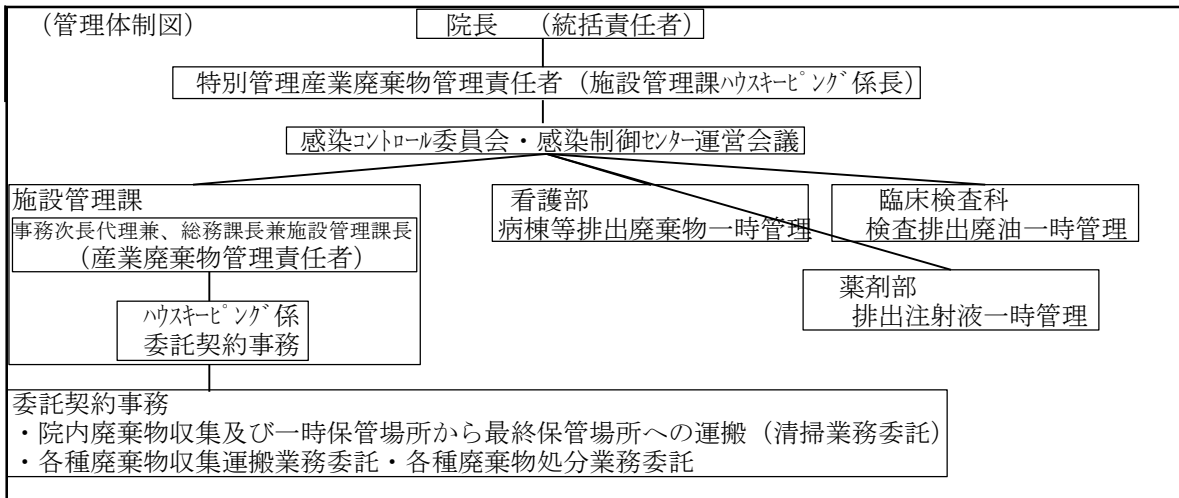 （管理体制図）
院長　（統括責任者）
特別管理産業廃棄物管理責任者（施設管理課ﾊｳｽｷｰﾋﾟﾝｸﾞ係長）
感染ｺﾝﾄﾛｰﾙ委員会・感染制御ｾﾝﾀｰ運営会議
施設管理課
事務次長代理兼、総務課長兼施設管理課長
（産業廃棄物管理責任者）
ﾊｳｽｷｰﾋﾟﾝｸﾞ係
委託契約事務
看護部
病棟等排出廃棄物一時管理
臨床検査科
検査排出廃油一時管理
薬剤部
排出注射液一時管理
委託契約事務
・院内廃棄物収集及び一時保管場所から最終保管場所への運搬（清掃業務委託）
・各種廃棄物収集運搬業務委託・各種廃棄物処分業務委託